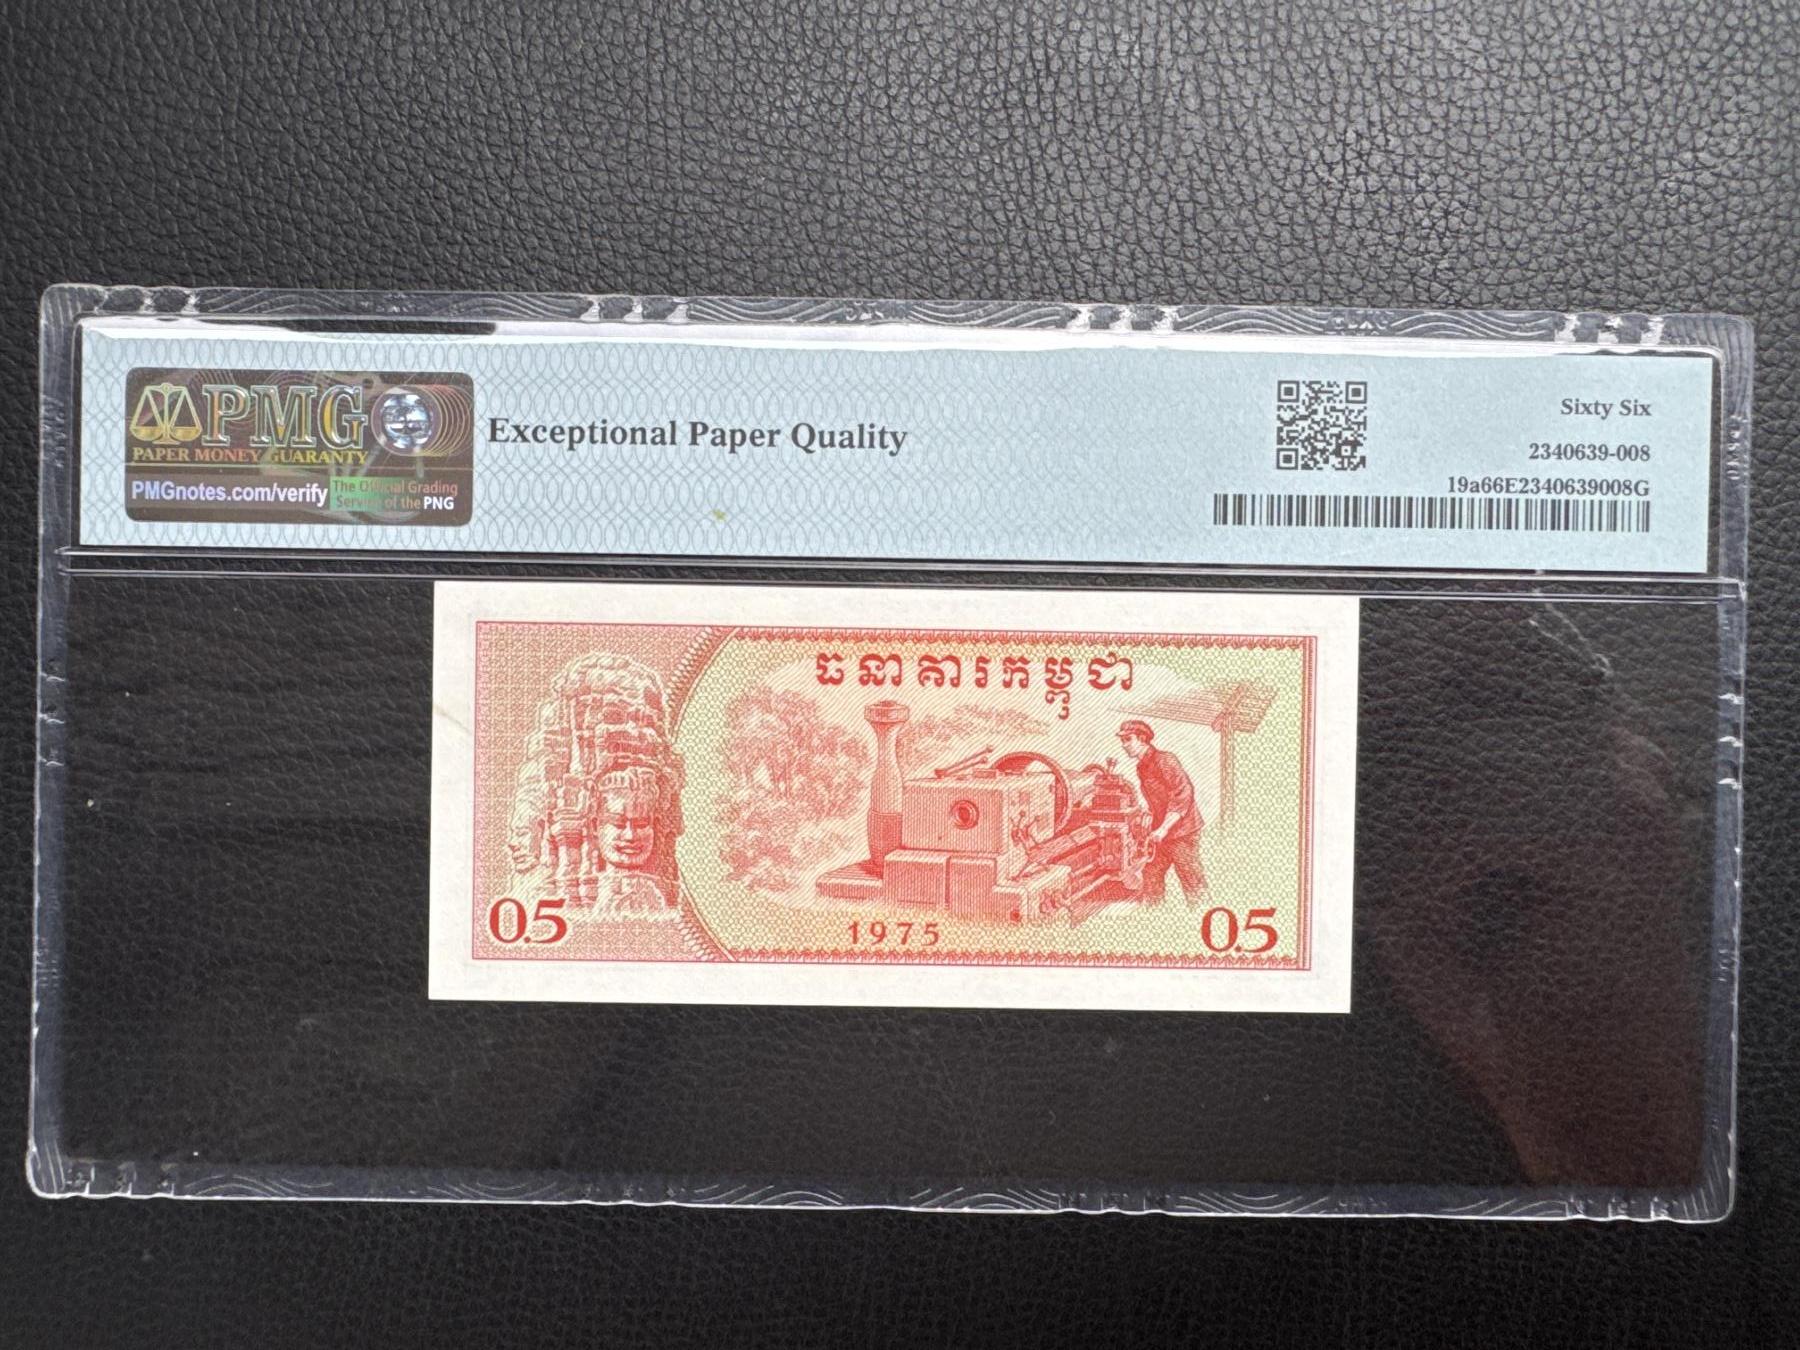 PMG
PAPER MONEY GUARANTY
PMGnotes.com/verify
The Official Grading
Service of the PNG
Exceptional Paper Quality
Sixty Six
2340639-008
19a66E2340639008G
ធនាគារកម្ពុជា
0.5
1975
0.5